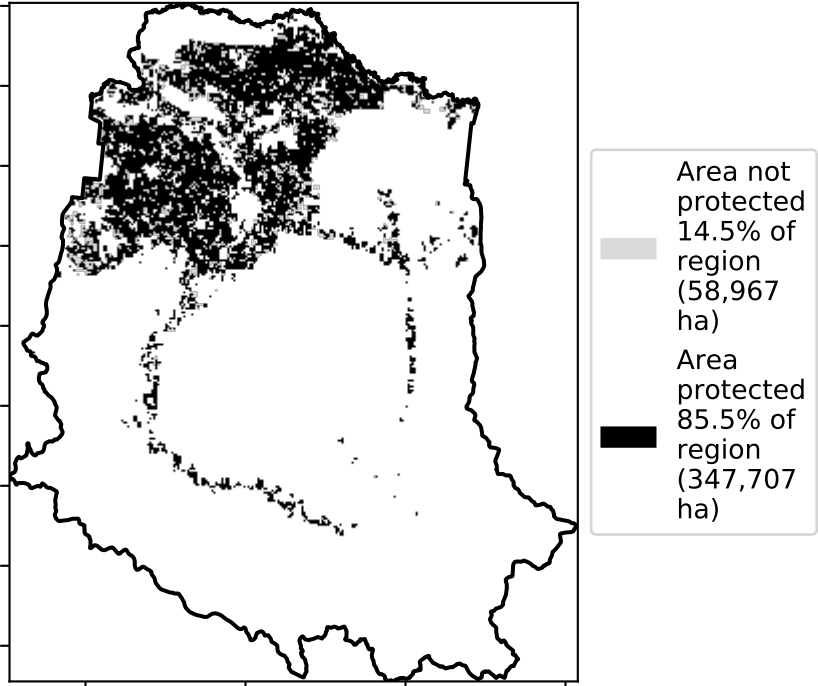 Area not
protected
14.5% of
region
(58,967
ha)
Area
protected
85.5% of
region
(347,707
ha)